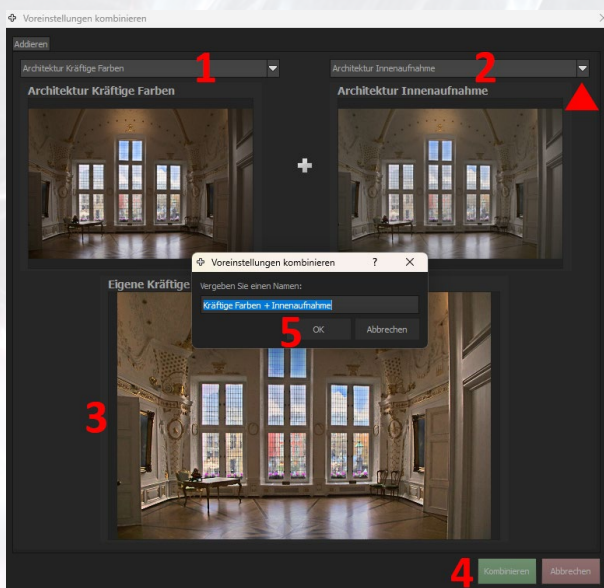 Voreinstellungen kombinieren
Addieren
Architektur Kräftige Farben
1
Architektur Innenaufnahme
2
Architektur Kräftige Farben
Architektur Innenaufnahme
Eigene Kräftige
Voreinstellungen kombinieren ?
Vergeben Sie einen Namen:
Kräftige Farben + Innenaufnahme
5
OK
Abbrechen
3
4
Kombinieren
Abbrechen